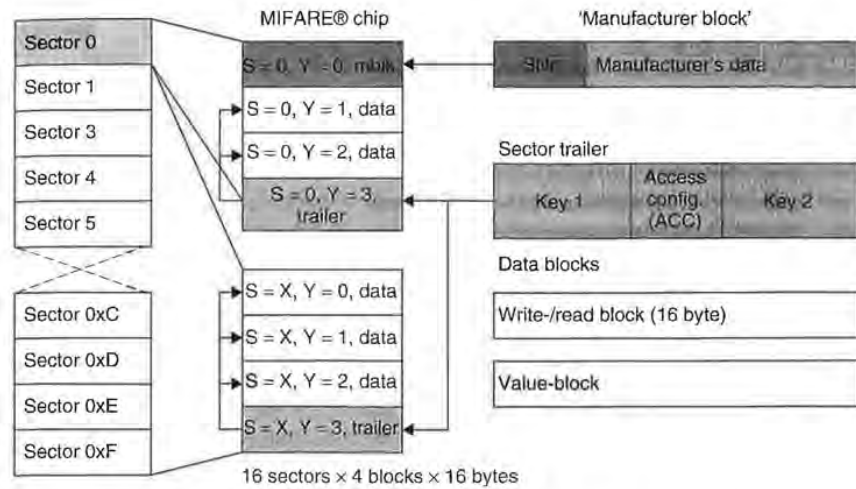 MIFARE® chip
'Manufacturer block'
Sector 0
Sector 1
Sector 3
Sector 4
Sector 5
Sector 0xC
Sector 0xD
Sector 0xE
Sector 0xF
S = 0, Y = 0, mblk.
S = 0, Y = 1, data
S = 0, Y = 2, data
S = 0, Y = 3,
trailer
S = X, Y = 0, data
S = X, Y = 1, data
S = X, Y = 2, data
S = X, Y = 3, trailer
16 sectors × 4 blocks × 16 bytes
Manufacturer's data
Sector trailer
Key 1
Access
config.
(ACC)
Key 2
Data blocks
Write-/read block (16 byte)
Value-block